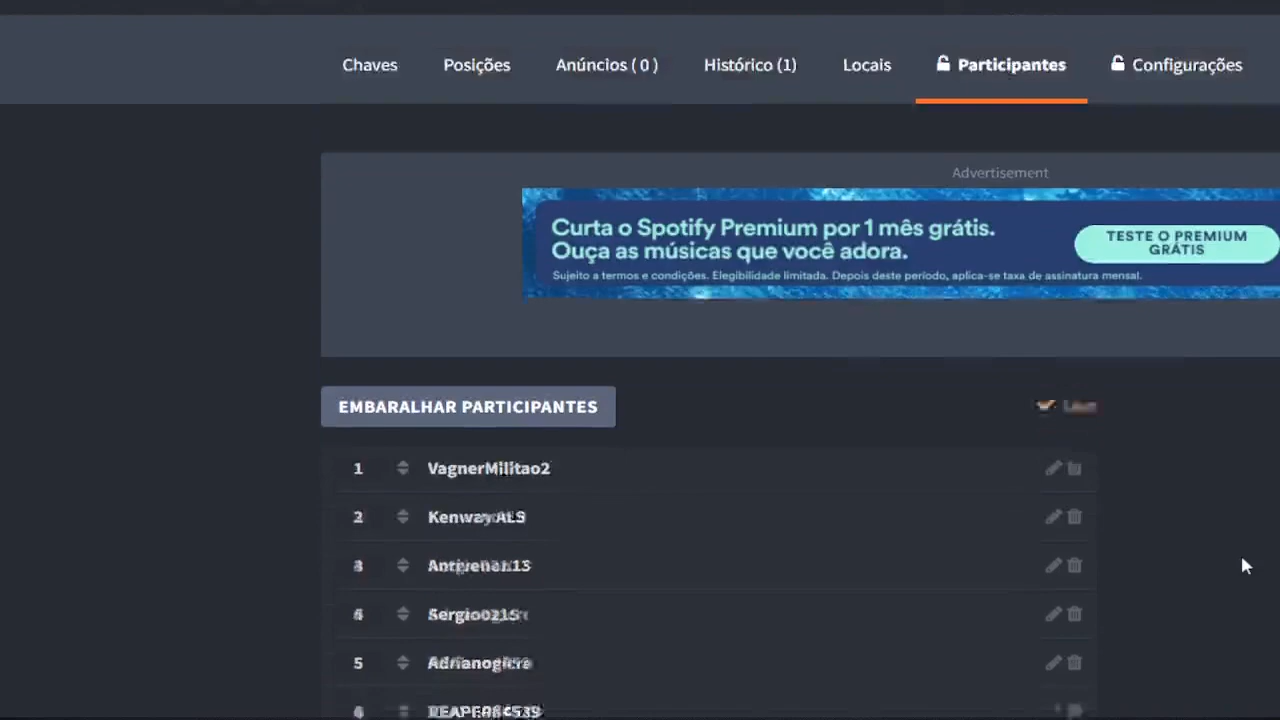 Chaves Posições Anúncios ( 0 ) Histórico (1) Locais Participantes Configurações
Advertisement
Curta o Spotify Premium por 1 mês grátis.
Ouça as músicas que você adora.
TESTE O PREMIUM
GRÁTIS
Sujeito a termos e condições. Elegibilidade limitada. Depois deste período, aplica-se taxa de assinatura mensal.
EMBARALHAR PARTICIPANTES
1 VagnerMilitao2
2
5